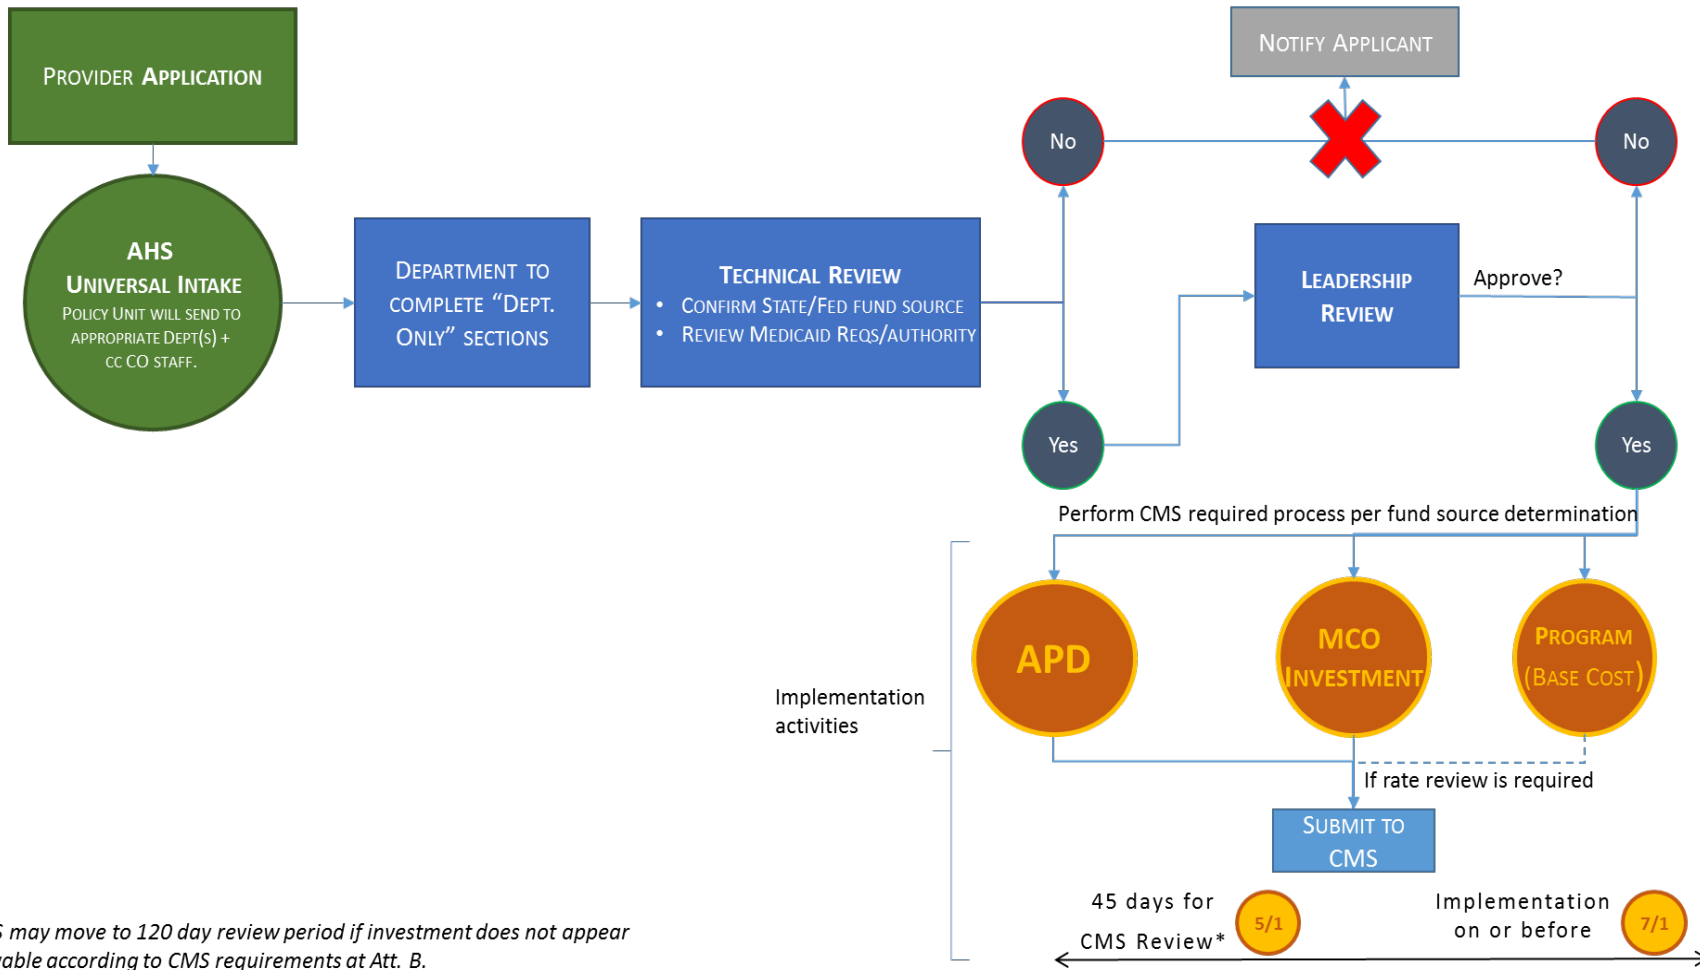 PROVIDER APPLICATION
AHS
UNIVERSAL INTAKE
POLICY UNIT WILL SEND TO
APPROPRIATE DEPT(S) +
CC CO STAFF.
DEPARTMENT TO
COMPLETE “DEPT.
ONLY” SECTIONS
TECHNICAL REVIEW
• CONFIRM STATE/FED FUND SOURCE
• REVIEW MEDICAID REQS/AUTHORITY
No
Yes
NOTIFY APPLICANT
LEADERSHIP
REVIEW
Approve?
No
Yes
Perform CMS required process per fund source determination
Implementation
activities
APD
MCO
INVESTMENT
PROGRAM
(BASE COST)
If rate review is required
SUBMIT TO
CMS
45 days for
CMS Review*
5/1
Implementation
on or before
7/1
S may move to 120 day review period if investment does not appear
vable according to CMS requirements at Att. B.